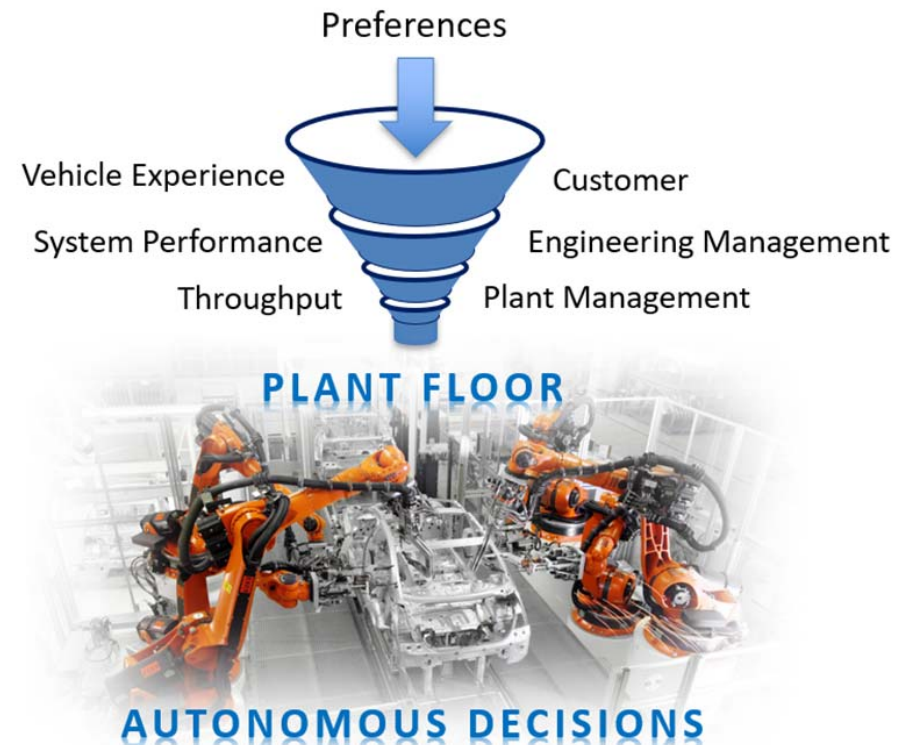 Preferences
Vehicle Experience
Customer
System Performance
Engineering Management
Throughput
Plant Management
PLANT FLOOR
AUTONOMOUS DECISIONS